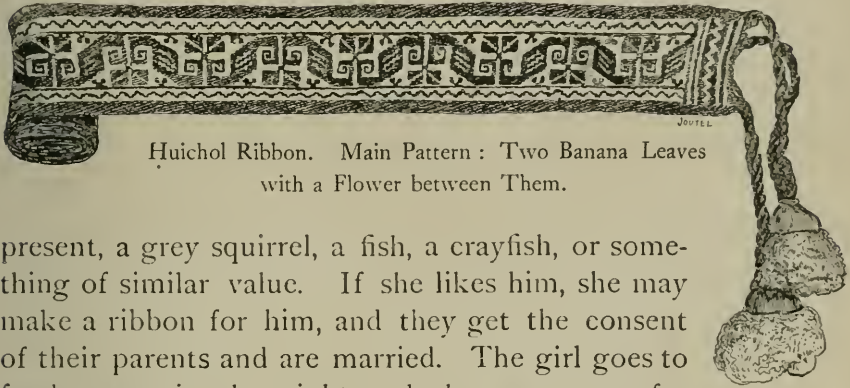 JOUTEL
Huichol Ribbon. Main Pattern : Two Banana Leaves
with a Flower between Them.
present, a grey squirrel, a fish, a crayfish, or some-
thing of similar value. If she likes him, she may
make a ribbon for him, and they get the consent
of their parents and are married. The girl goes to